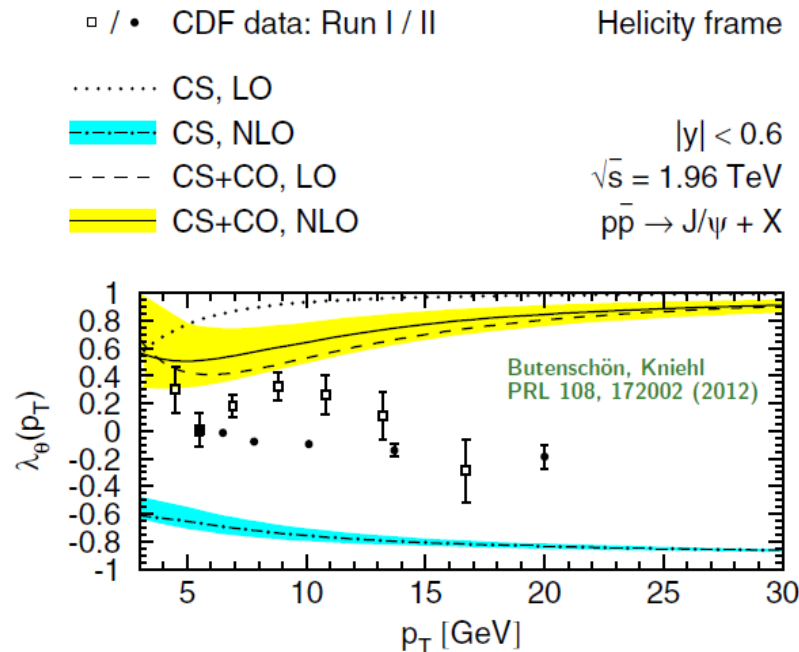 □ / • CDF data: Run I / II Helicity frame
CS, LO
CS, NLO |y| < 0.6
CS+CO, LO √s̅ = 1.96 TeV
CS+CO, NLO pp̅ → J/ψ + X
1
0.8
0.6
0.4
0.2
0
-0.2
-0.4
-0.6
-0.8
-1
λθ(pT)
Butenschön, Kniehl
PRL 108, 172002 (2012)
5 10 15 20 25 30
pT [GeV]